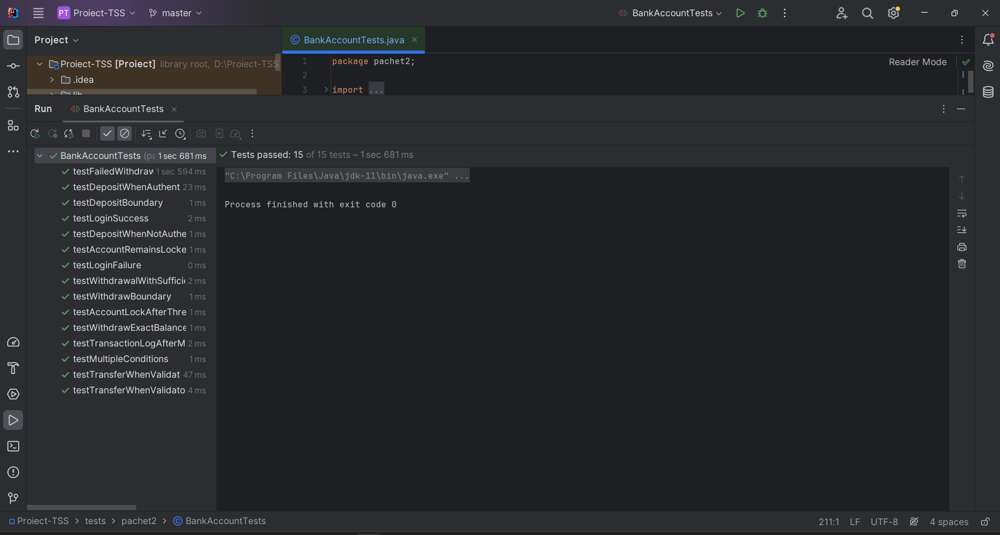 PT Proiect-TSS master BankAccountTests
Project BankAccountTests.java
Proiect-TSS [Proiect] library root, D:\Proiect-TSS
.idea
lib
1 package pachet2;
2
3 import ...
Reader Mode
Run BankAccountTests
BankAccountTests (pa 1 sec 681 ms
testFailedWithdraw 1 sec 594 ms
testDepositWhenAuthent 23 ms
testDepositBoundary 1 ms
testLoginSuccess 2 ms
testDepositWhenNotAuthe 1 ms
testAccountRemainsLocke 1 ms
testLoginFailure 0 ms
testWithdrawalWithSufficie 2 ms
testWithdrawBoundary 1 ms
testAccountLockAfterThre 1 ms
testWithdrawExactBalance 1 ms
testTransactionLogAfterM 2 ms
testMultipleConditions 1 ms
testTransferWhenValidat 47 ms
testTransferWhenValidato 4 ms
Tests passed: 15 of 15 tests – 1 sec 681 ms
"C:\Program Files\Java\jdk-11\bin\java.exe" ...
Process finished with exit code 0
Proiect-TSS > tests > pachet2 > BankAccountTests
211:1 LF UTF-8 4 spaces